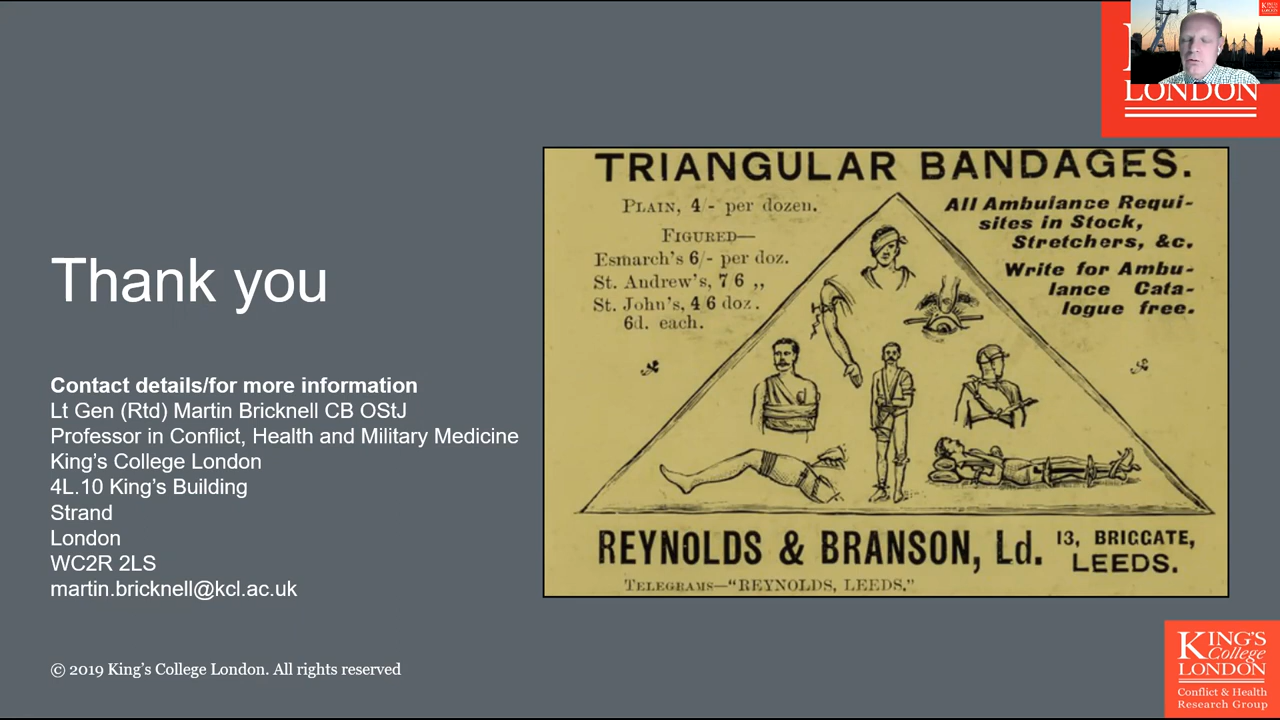 Thank you
Contact details/for more information
Lt Gen (Rtd) Martin Bricknell CB OStJ
Professor in Conflict, Health and Military Medicine
King's College London
4L.10 King's Building
Strand
London
WC2R 2LS
martin.bricknell@kcl.ac.uk
© 2019 King's College London. All rights reserved
TRIANGULAR BANDAGES.
PLAIN, 4/- per dozen.
FIGURED—
Esmarch's 6/- per doz.
St. Andrew's, 7 6 ,,
St. John's, 4 6 doz.
6d. each.
All Ambulance Requi-
sites in Stock,
Stretchers, &c.
Write for Ambu-
lance Cata-
logue free.
REYNOLDS & BRANSON, Ld.
13, BRIGGATE,
LEEDS.
TELEGRAMS—"REYNOLDS, LEEDS."
LONDON
KING'S
College
LONDON
Conflict & Health
Research Group